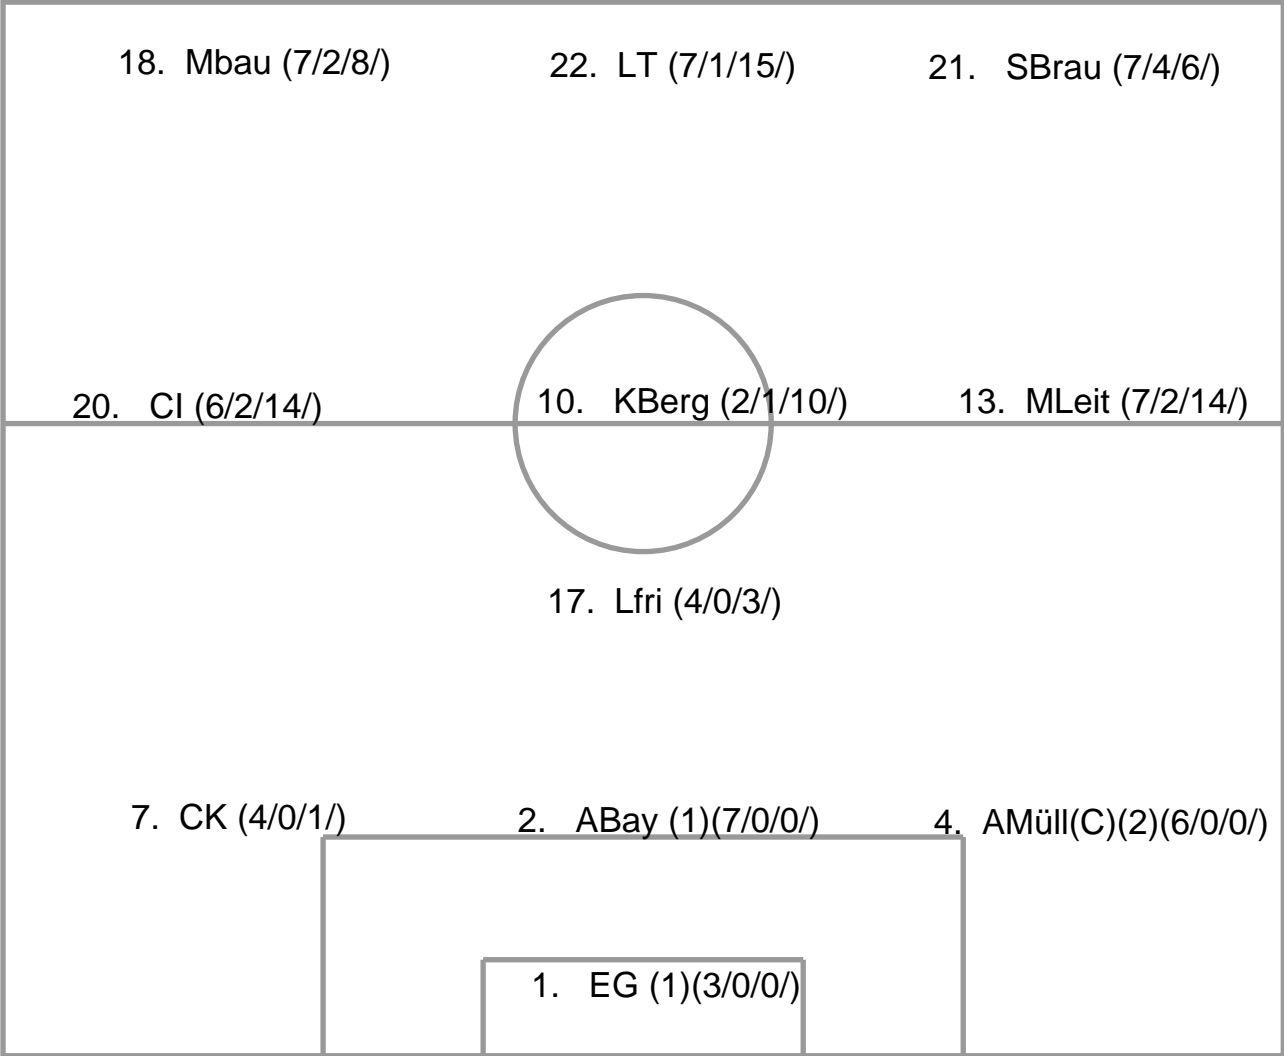 18. Mbau (7/2/8/)
22. LT (7/1/15/)
21. SBrau (7/4/6/)
20. CI (6/2/14/)
10. KBerg (2/1/10/)
13. MLeit (7/2/14/)
17. Lfri (4/0/3/)
7. CK (4/0/1/)
2. ABay (1)(7/0/0/)
4. AMüll(C)(2)(6/0/0/)
1. EG (1)(3/0/0/)